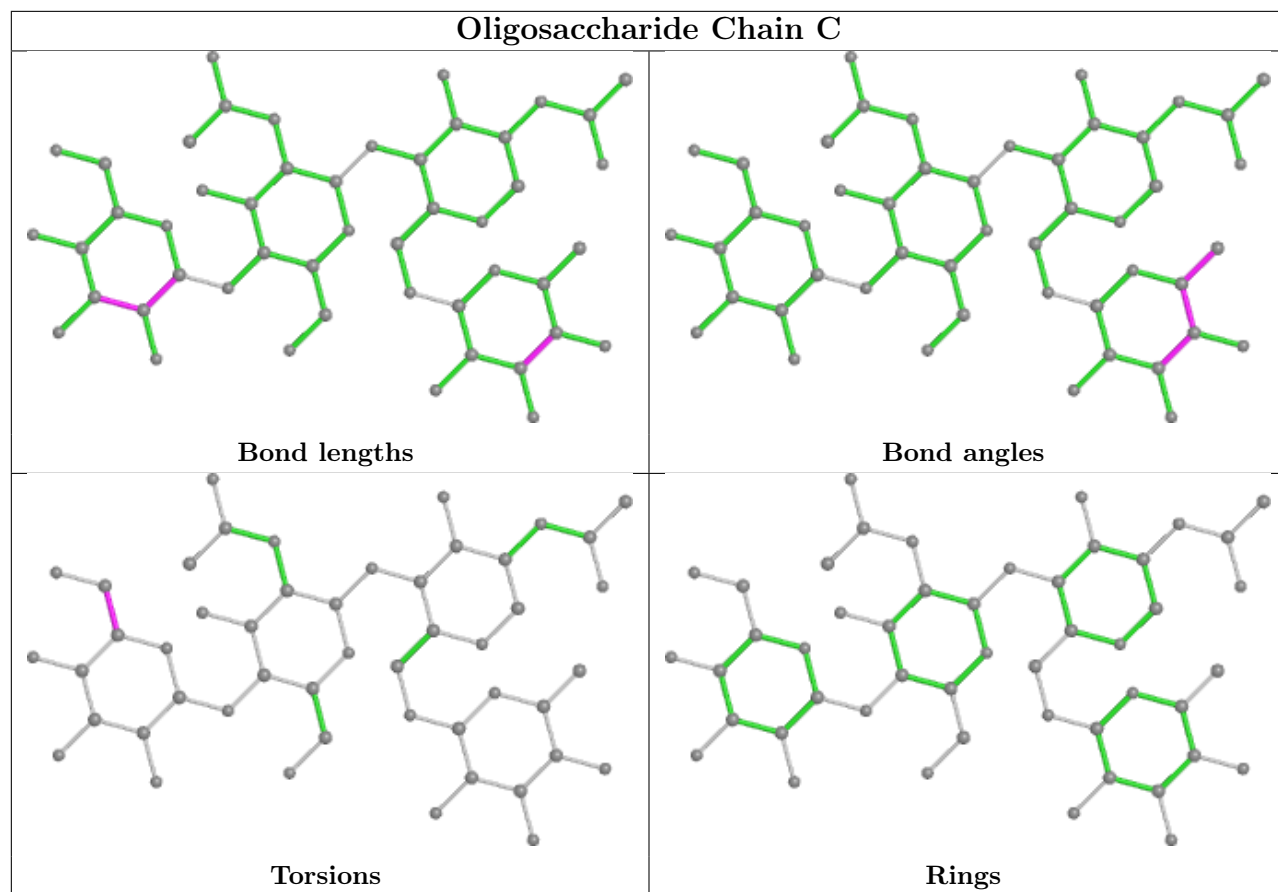 Oligosaccharide Chain C
Bond lengths
Bond angles
Torsions
Rings